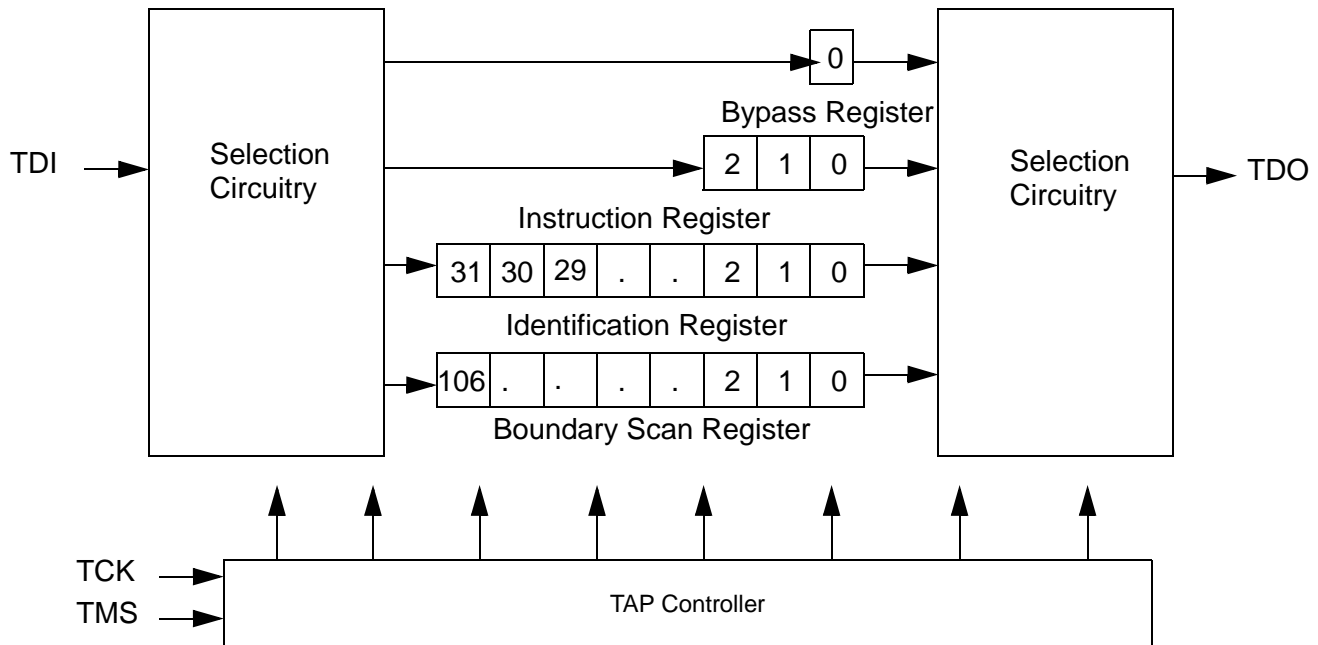 0
Bypass Register
TDI
Selection
Circuitry
2 1 0
Selection
Circuitry
TDO
Instruction Register
31 30 29 . . 2 1 0
Identification Register
106 . . . . 2 1 0
Boundary Scan Register
TCK
TMS
TAP Controller